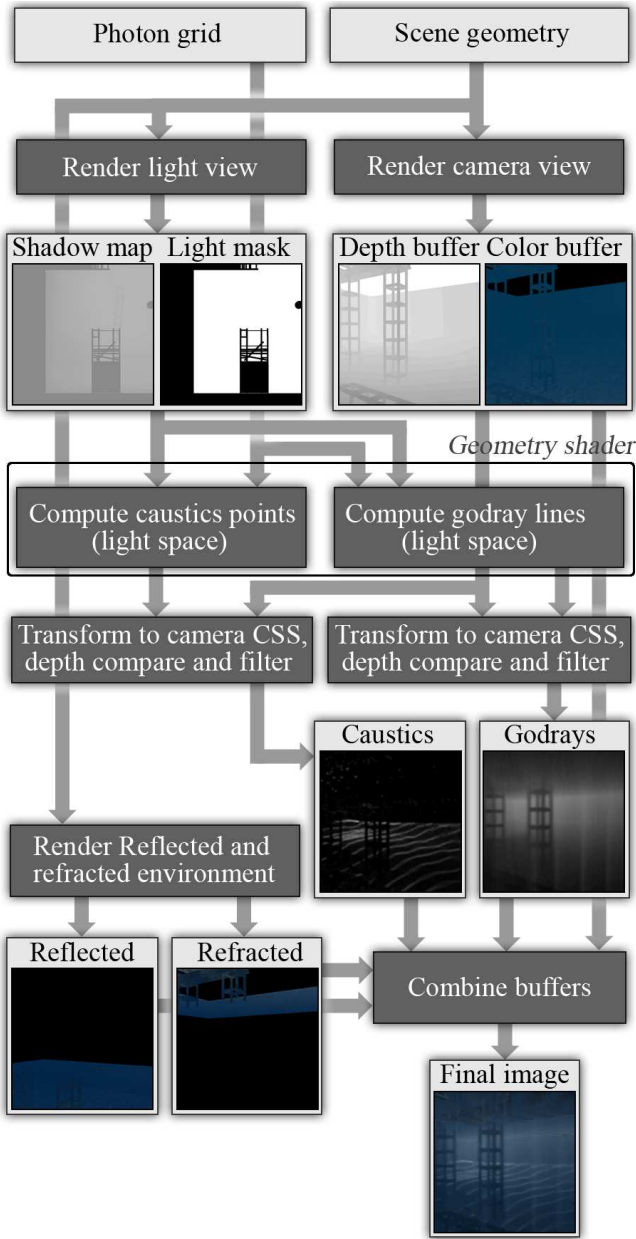 Photon grid
Scene geometry
Render light view
Render camera view
Shadow map
Light mask
Depth buffer
Color buffer
Geometry shader
Compute caustics points
(light space)
Compute godray lines
(light space)
Transform to camera CSS,
depth compare and filter
Transform to camera CSS,
depth compare and filter
Caustics
Godrays
Render Reflected and
refracted environment
Reflected
Refracted
Combine buffers
Final image